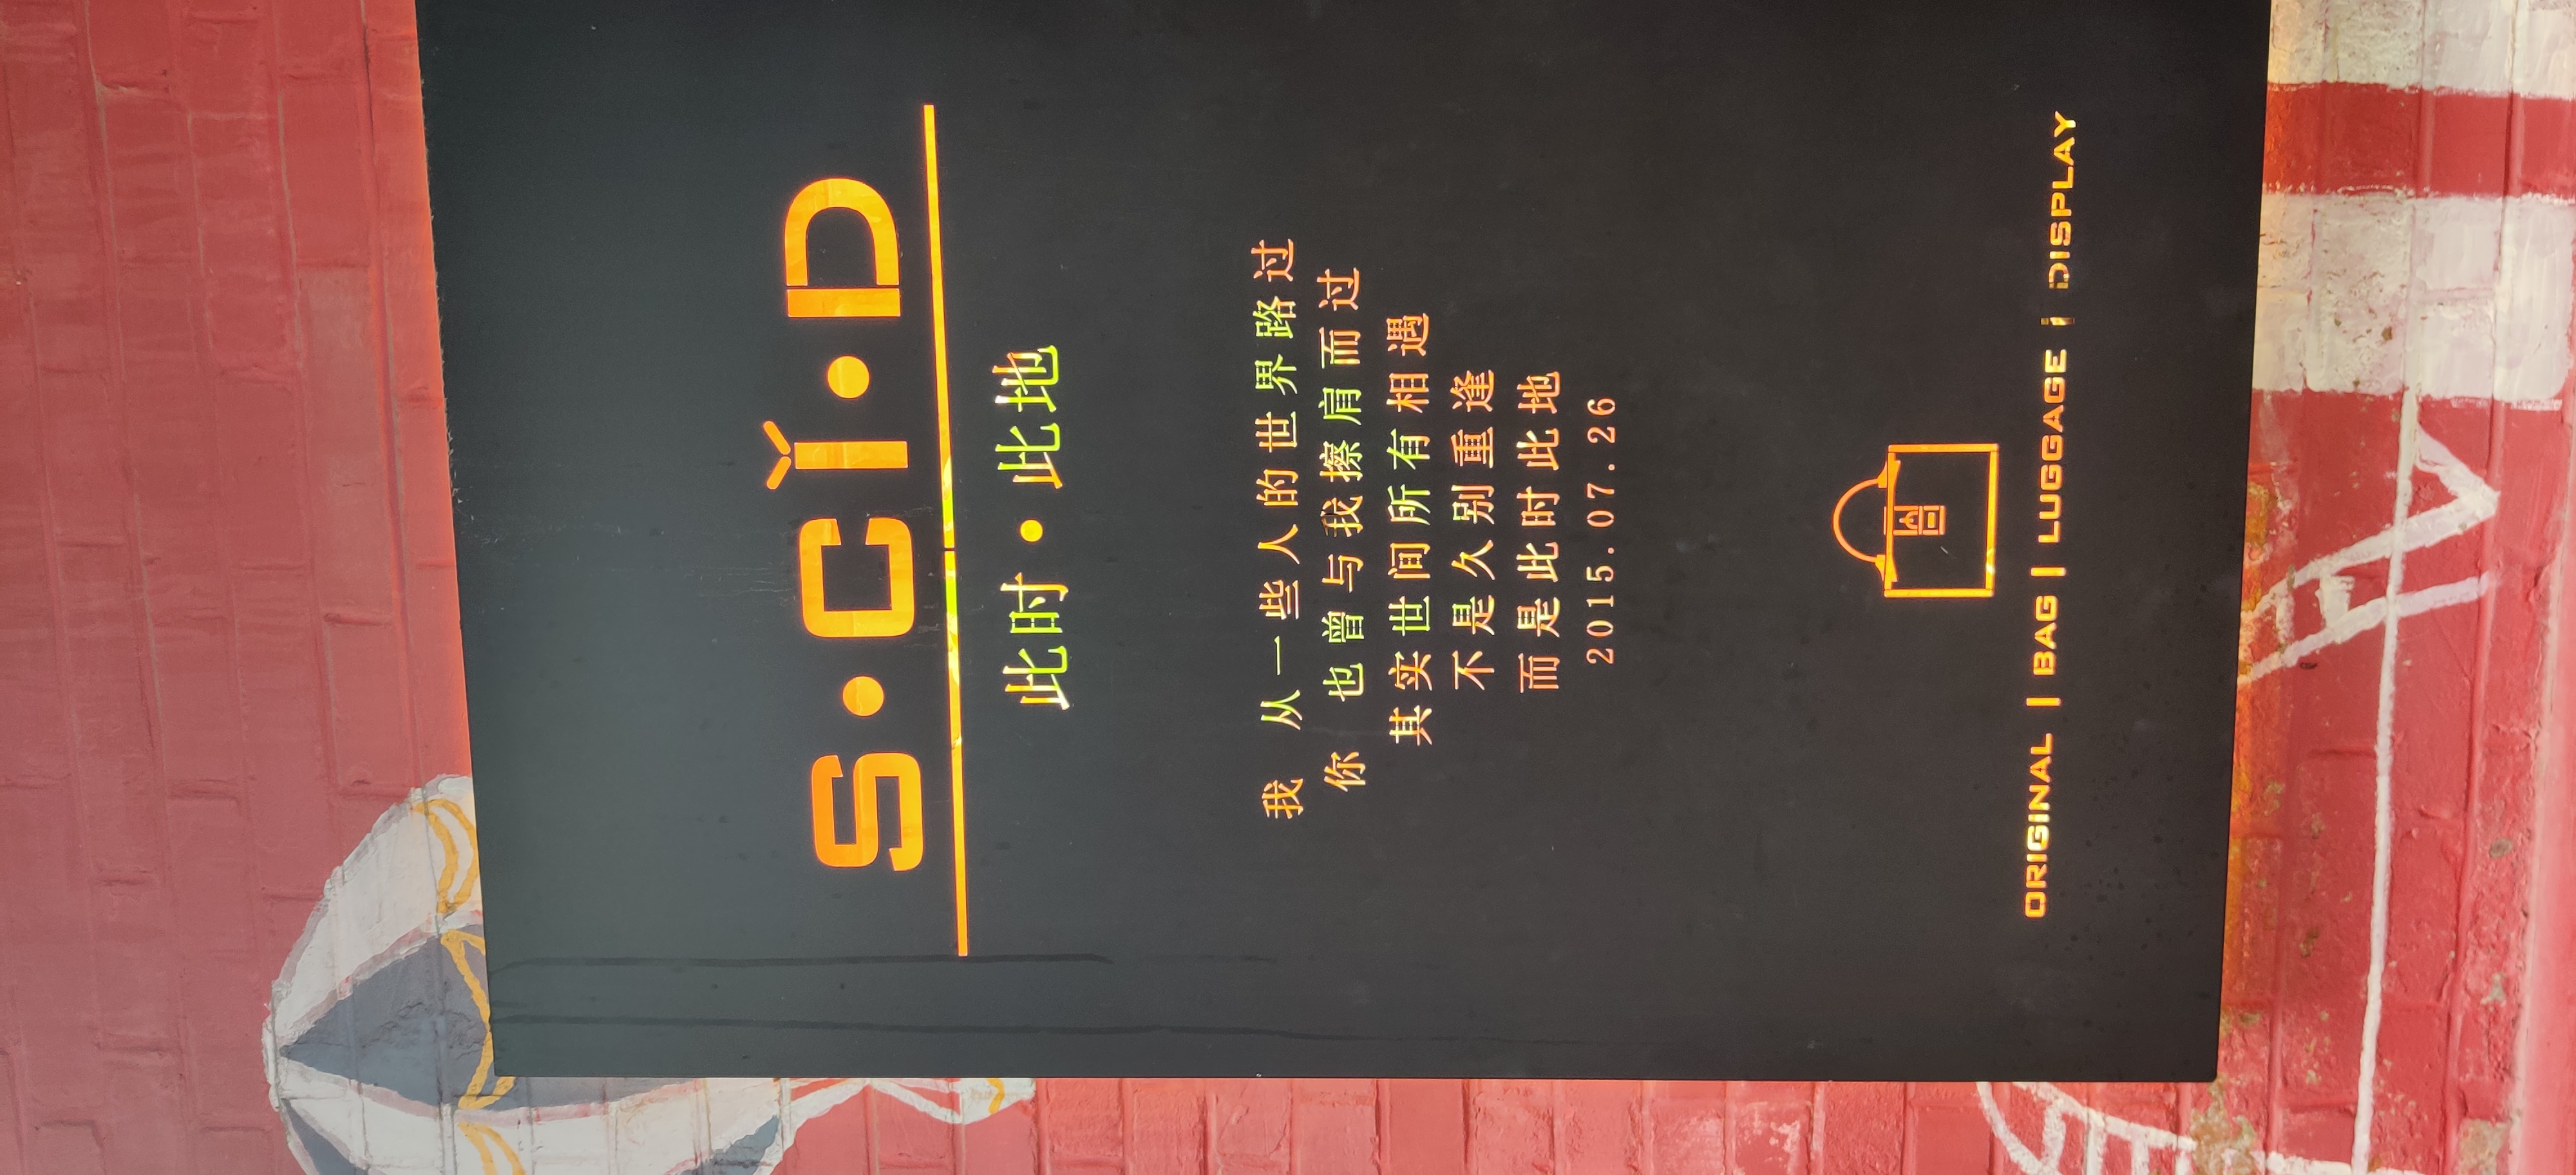 S·CǏ·D
此时·此地
我 从一些人的世界路过
你 也曾与我擦肩而过
其实世间所有相遇
不是久别重逢
而是此时此地
2015.07.26
ORIGINAL | BAG | LUGGAGE | DISPLAY